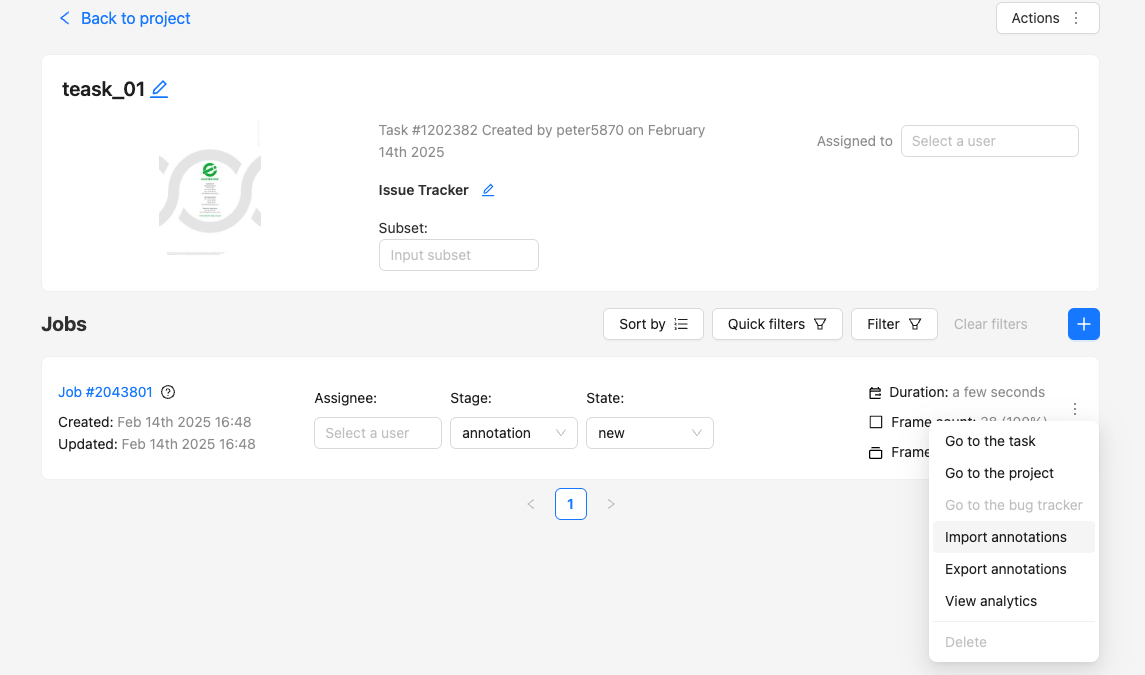 Back to project
Actions
teask_01
Task #1202382 Created by peter5870 on February
14th 2025
Assigned to
Select a user
Issue Tracker
Subset:
Input subset
Jobs
Sort by
Quick filters
Filter
Clear filters
Job #2043801
Created: Feb 14th 2025 16:48
Updated: Feb 14th 2025 16:48
Assignee:
Select a user
Stage:
annotation
State:
new
Duration: a few seconds
Frame count: 28 (100%)
Frame
Go to the task
Go to the project
Go to the bug tracker
Import annotations
Export annotations
View analytics
Delete
1